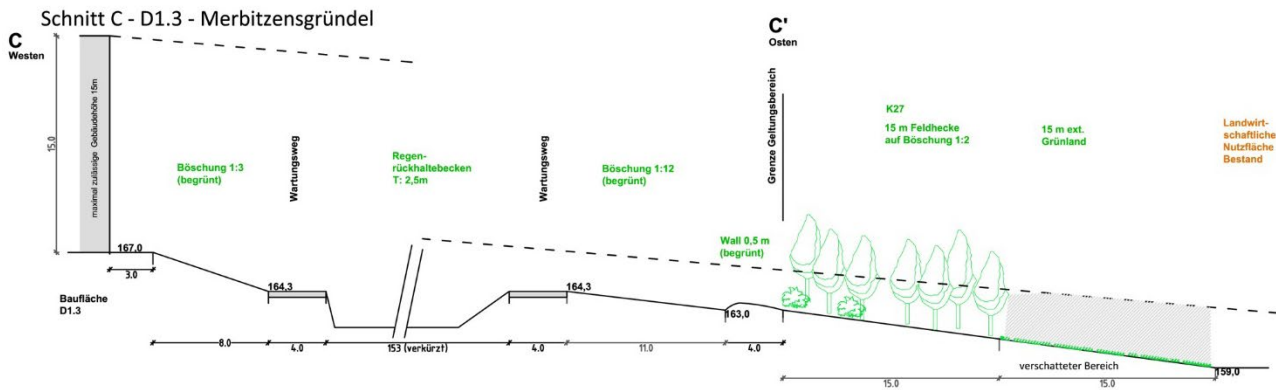 Schnitt C - D1.3 - Merbitzensgründel
C
Westen
C'
Osten
15.0
maximal zulässige Gebäudehöhe 15m
Böschung 1:3
(begrünt)
Wartungsweg
Regen-
rückhaltebecken
T: 2,5m
Wartungsweg
Böschung 1:12
(begrünt)
Grenze Geltungsbereich
K27
15 m Feldhecke
auf Böschung 1:2
15 m ext.
Grünland
Landwirt-
schaftliche
Nutzfläche
Bestand
Wall 0,5 m
(begrünt)
167,0
3.0
164,3
164,3
163,0
Baufläche
D1.3
8.0
4.0
153 (verkürzt)
4.0
11.0
4.0
verschatteter Bereich
159,0
15.0
15.0